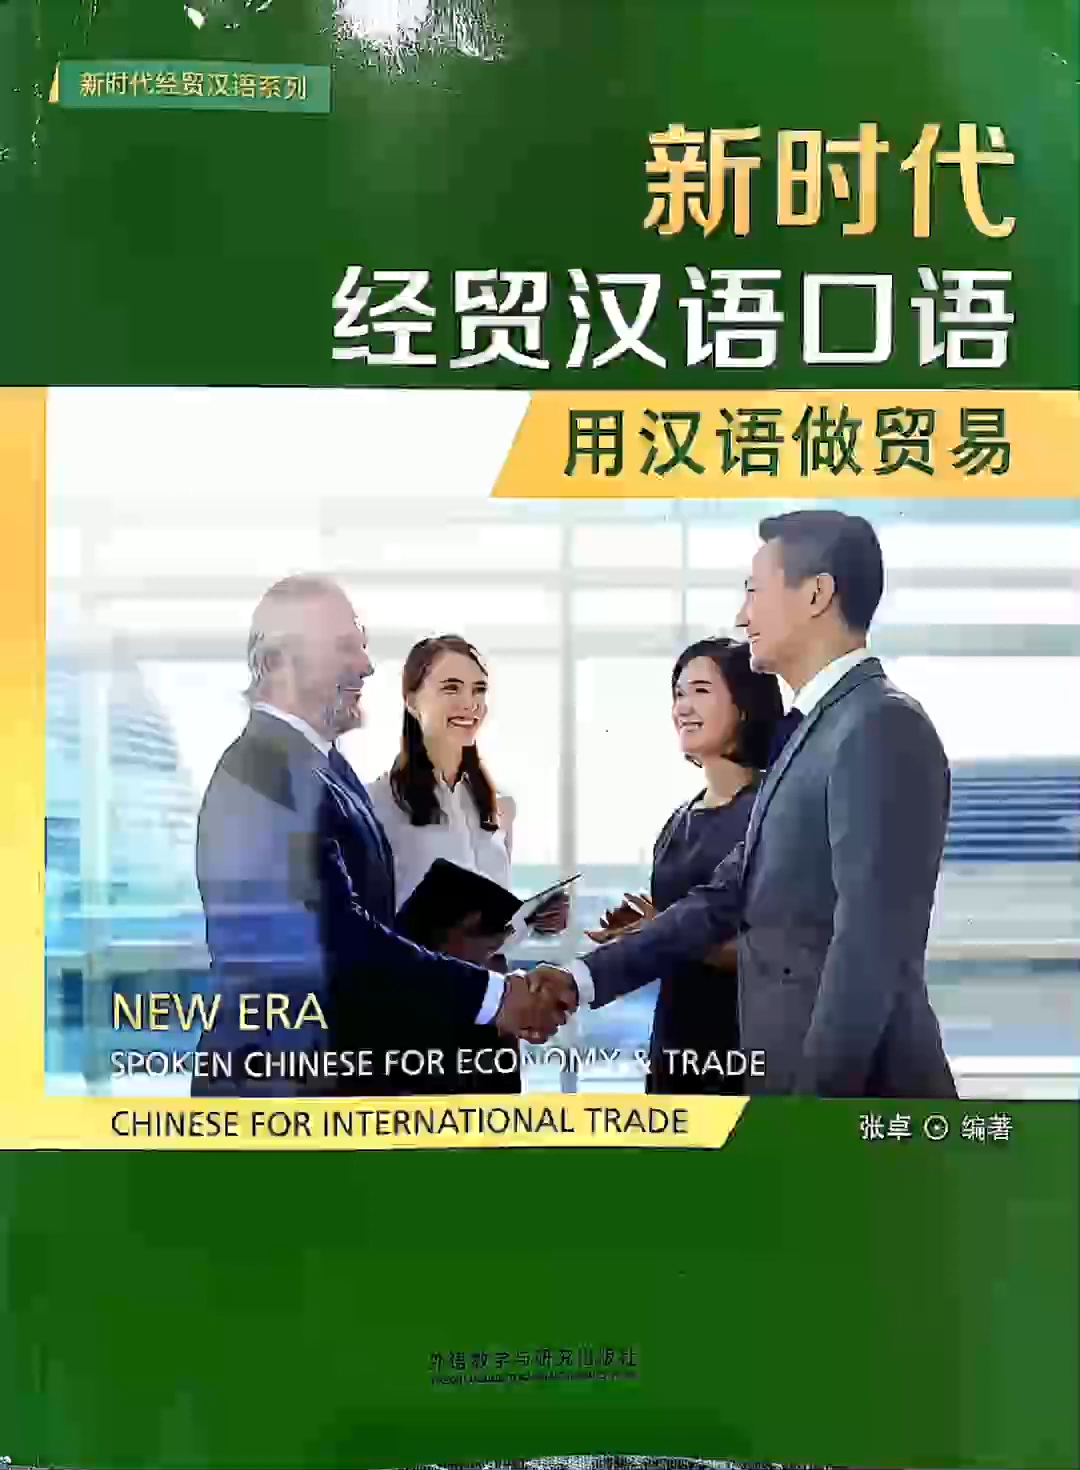 新时代经贸汉语系列
新时代
经贸汉语口语
用汉语做贸易
NEW ERA
SPOKEN CHINESE FOR ECONOMY & TRADE
CHINESE FOR INTERNATIONAL TRADE
张卓 ⊙ 编著
外语教学与研究出版社